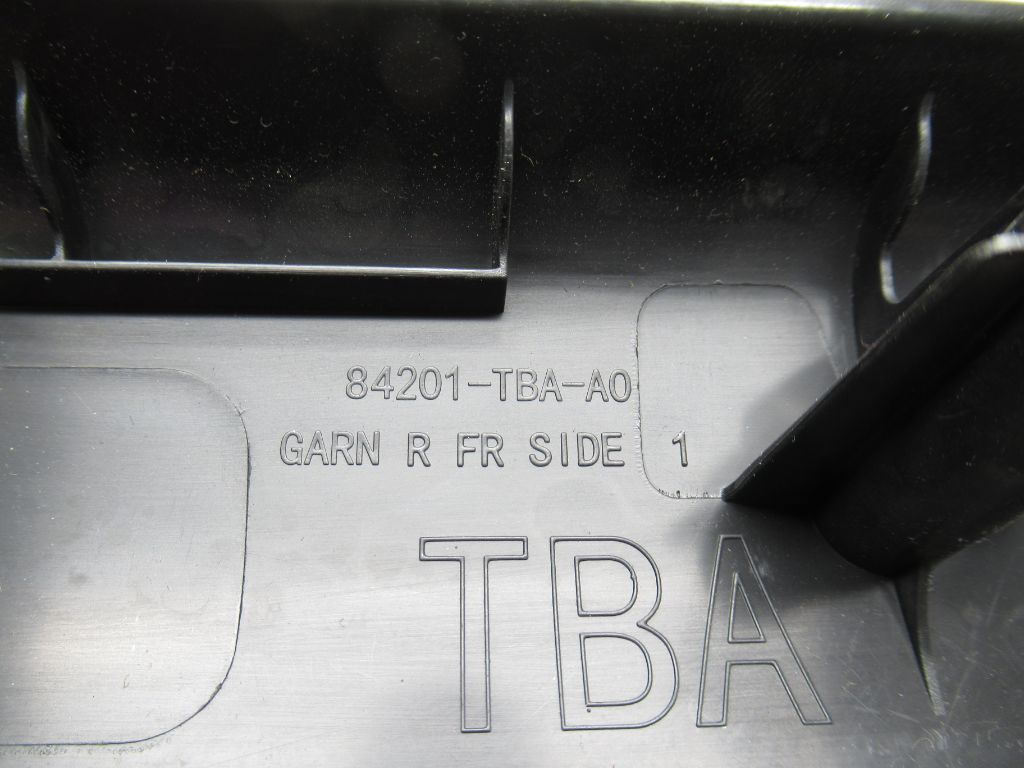 84201-TBA-A0
GARN R FR SIDE 1
TBA